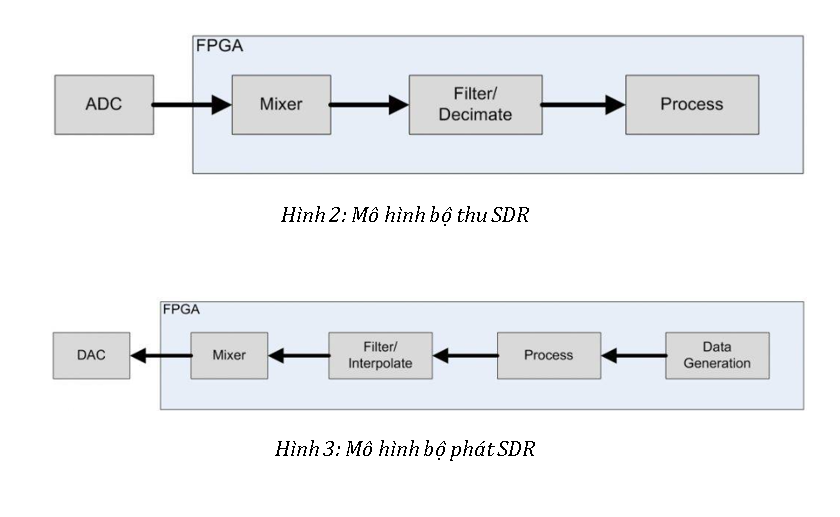 FPGA
ADC
Mixer
Filter/
Decimate
Process
Hình 2: Mô hình bộ thu SDR
FPGA
DAC
Mixer
Filter/
Interpolate
Process
Data
Generation
Hình 3: Mô hình bộ phát SDR